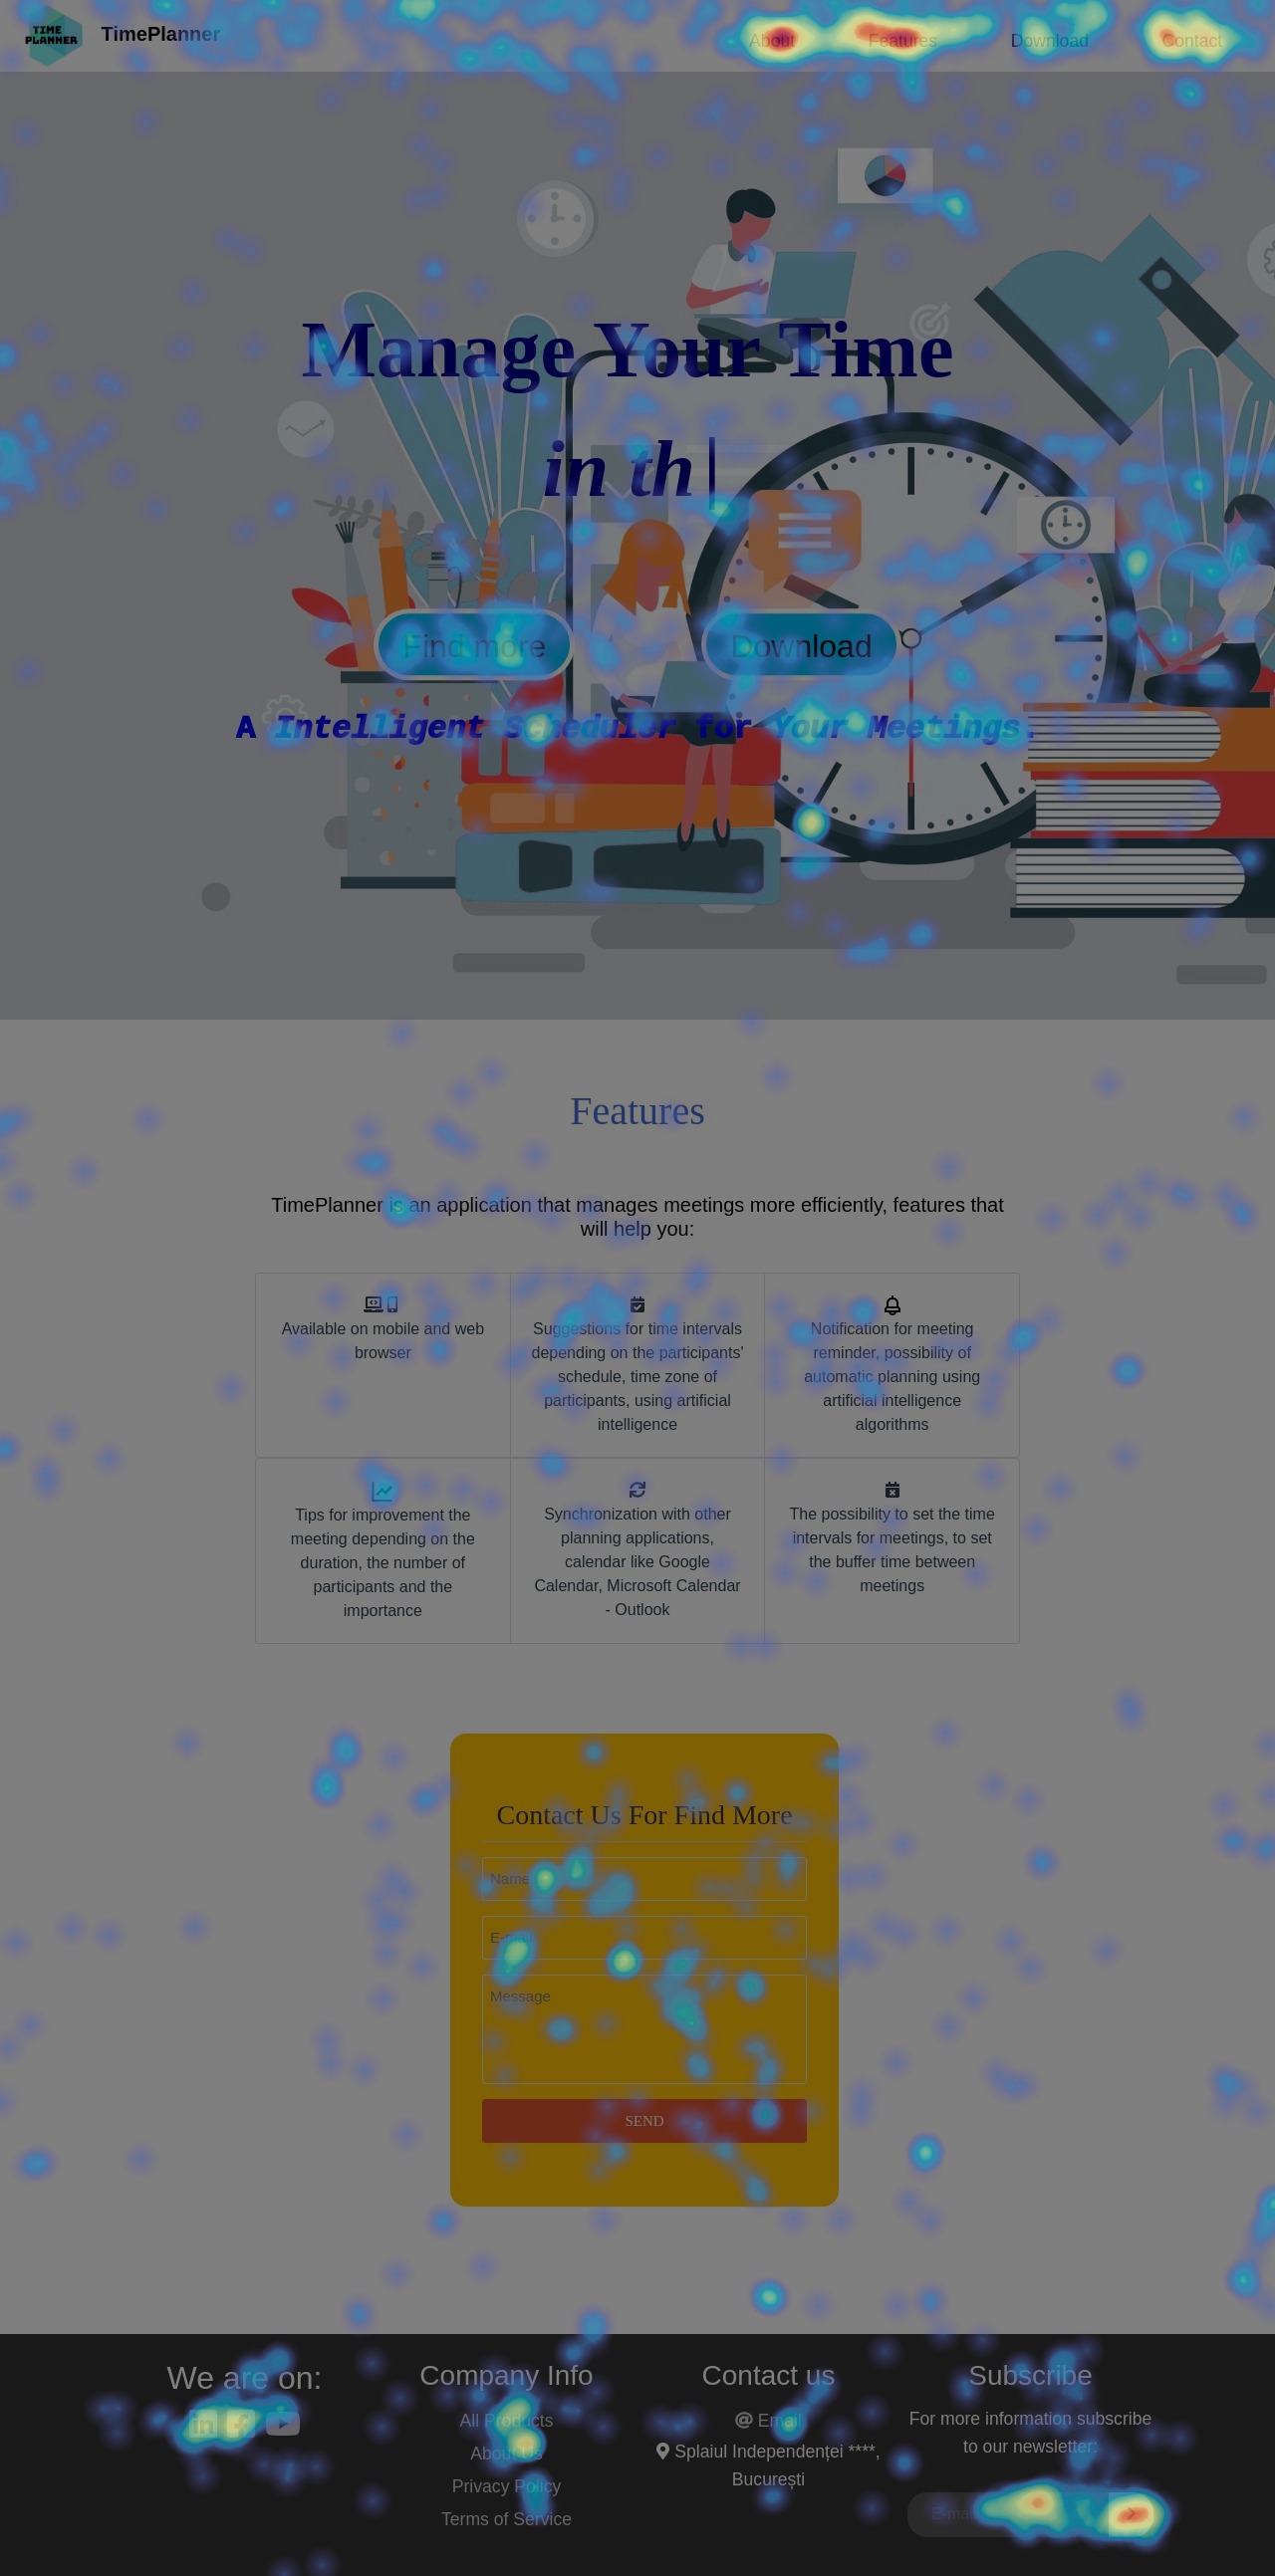 TIME
PLANNER
TimePlanner
About
Features
Download
Contact
Manage Your Time
in th
Find more
Download
A Intelligent Scheduler for Your Meetings.
Features
TimePlanner is an application that manages meetings more efficiently, features that
will help you:
Available on mobile and web
browser
Suggestions for time intervals
depending on the participants'
schedule, time zone of
participants, using artificial
intelligence
Notification for meeting
reminder, possibility of
automatic planning using
artificial intelligence
algorithms
Tips for improvement the
meeting depending on the
duration, the number of
participants and the
importance
Synchronization with other
planning applications,
calendar like Google
Calendar, Microsoft Calendar
- Outlook
The possibility to set the time
intervals for meetings, to set
the buffer time between
meetings
Contact Us For Find More
Name
E-mail
Message
SEND
We are on:
Company Info
All Products
About Us
Privacy Policy
Terms of Service
Contact us
Email
Splaiul Independenței ****,
București
Subscribe
For more information subscribe
to our newsletter: